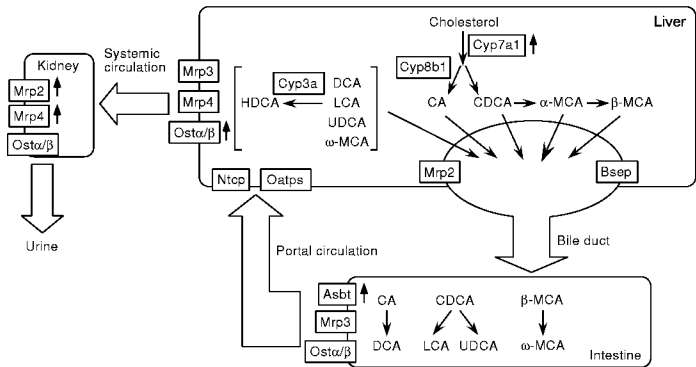 Cholesterol
Liver
Cyp7a1
Cyp8b1
Systemic
circulation
Kidney
Mrp2
Mrp4
Ostα/β
Urine
Mrp3
Mrp4
Ostα/β
Cyp3a
HDCA
DCA
LCA
UDCA
ω-MCA
CA
CDCA
α-MCA
β-MCA
Ntcp
Oatps
Mrp2
Bsep
Portal circulation
Bile duct
Asbt
Mrp3
Ostα/β
CA
CDCA
β-MCA
DCA
LCA
UDCA
ω-MCA
Intestine